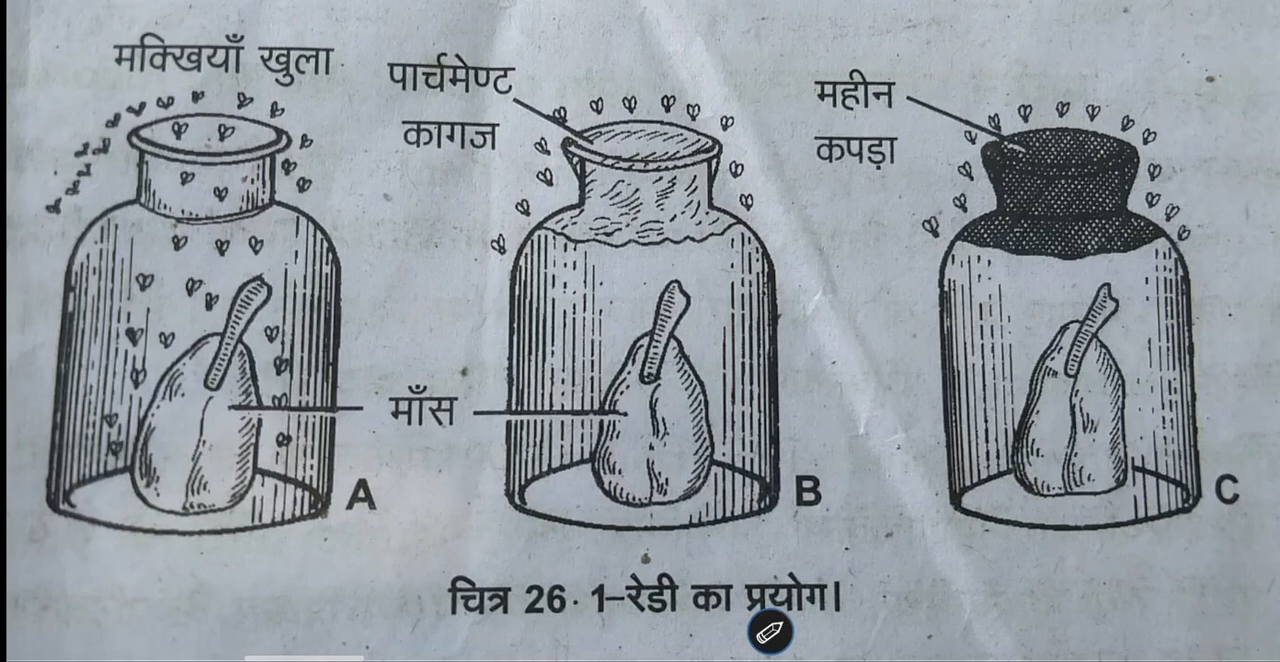 मक्खियाँ खुला
पार्चमेण्ट
कागज
महीन
कपड़ा
माँस
A
B
C
चित्र 26·1–रेडी का प्रयोग।